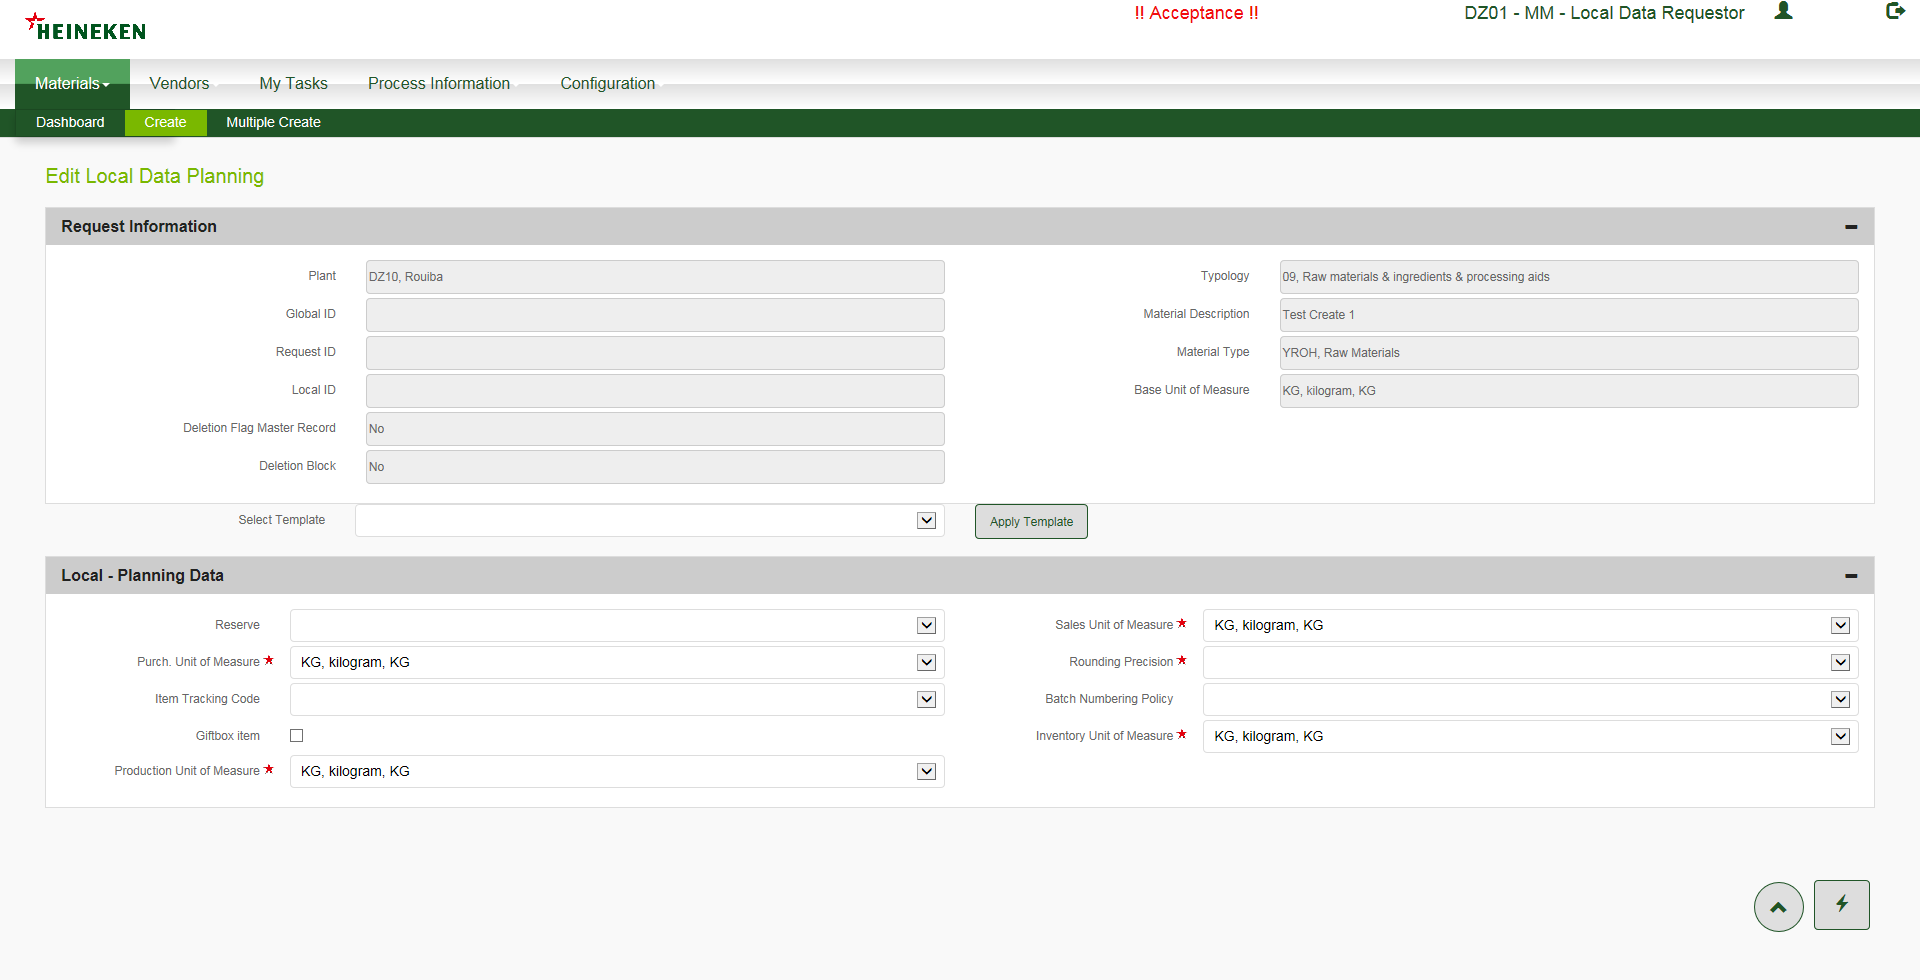 HEINEKEN
!! Acceptance !!
DZ01 - MM - Local Data Requestor
Materials
Vendors
My Tasks
Process Information
Configuration
Dashboard
Create
Multiple Create
Edit Local Data Planning
Request Information
Plant
DZ10, Rouiba
Typology
09, Raw materials & ingredients & processing aids
Global ID
Material Description
Test Create 1
Request ID
Material Type
YROH, Raw Materials
Local ID
Base Unit of Measure
KG, kilogram, KG
Deletion Flag Master Record
No
Deletion Block
No
Select Template
Apply Template
Local - Planning Data
Reserve
Sales Unit of Measure
KG, kilogram, KG
Purch. Unit of Measure
KG, kilogram, KG
Rounding Precision
Item Tracking Code
Batch Numbering Policy
Giftbox item
Inventory Unit of Measure
KG, kilogram, KG
Production Unit of Measure
KG, kilogram, KG